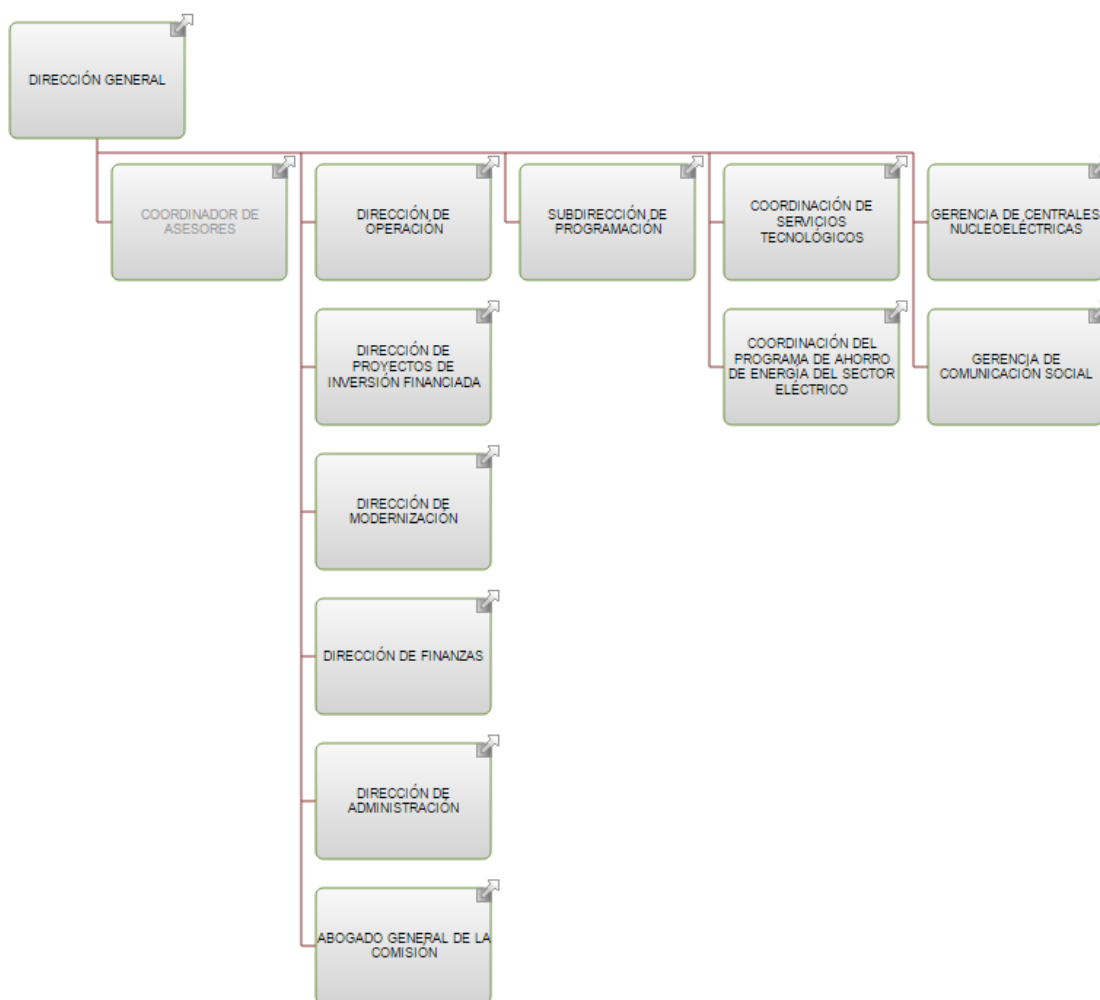 DIRECCIÓN GENERAL
COORDINADOR DE
ASESORES
DIRECCIÓN DE
OPERACIÓN
SUBDIRECCIÓN DE
PROGRAMACIÓN
COORDINACIÓN DE
SERVICIOS
TECNOLÓGICOS
GERENCIA DE CENTRALES
NUCLEOELÉCTRICAS
DIRECCIÓN DE
PROYECTOS DE
INVERSIÓN FINANCIADA
COORDINACIÓN DEL
PROGRAMA DE AHORRO
DE ENERGÍA DEL SECTOR
ELÉCTRICO
GERENCIA DE
COMUNICACIÓN SOCIAL
DIRECCIÓN DE
MODERNIZACIÓN
DIRECCIÓN DE FINANZAS
DIRECCIÓN DE
ADMINISTRACIÓN
ABOGADO GENERAL DE LA
COMISIÓN